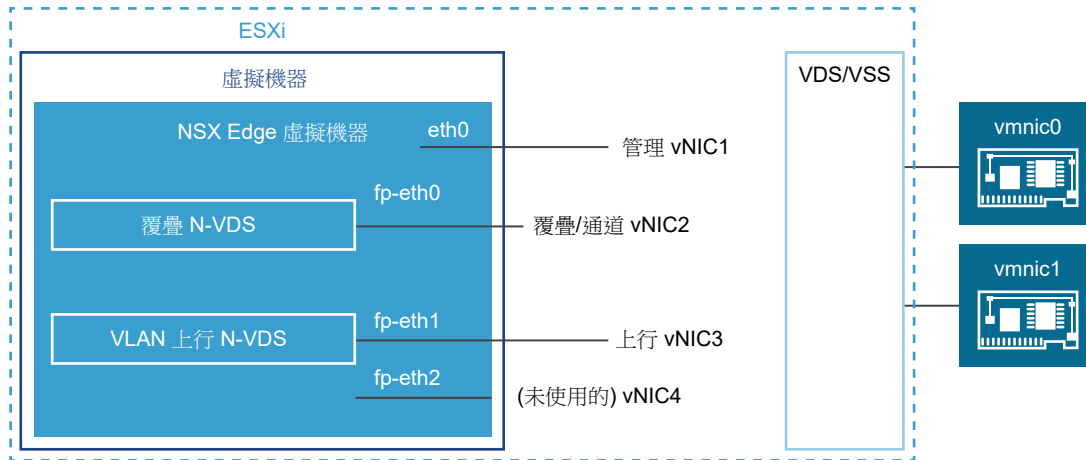 ESXi
虛擬機器
VDS/VSS
NSX Edge 虛擬機器
eth0
管理 vNIC1
vmnic0
fp-eth0
覆疊 N-VDS
覆疊/通道 vNIC2
vmnic1
fp-eth1
VLAN 上行 N-VDS
上行 vNIC3
fp-eth2
(未使用的) vNIC4